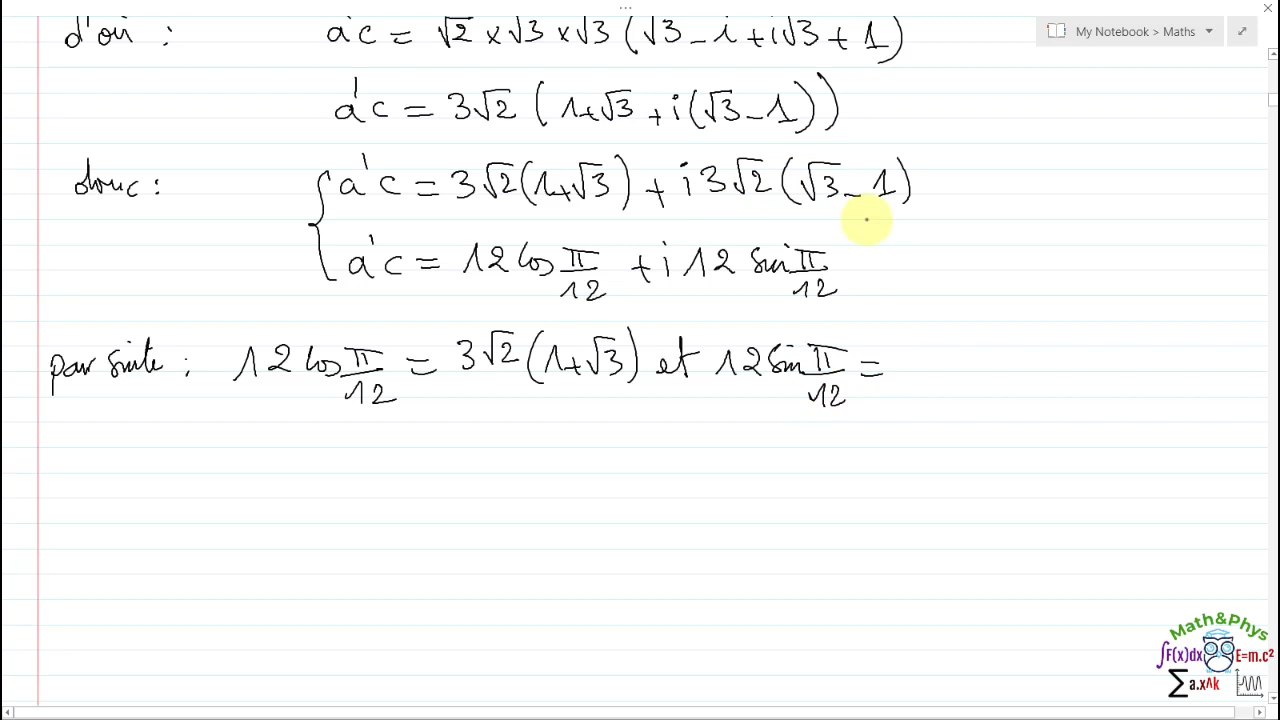 ...
My Notebook > Maths
d'où : a'c = √2 × √3 × √3 (√3 - i + i√3 + 1)
a'c = 3√2 (1+√3 + i(√3 - 1))
donc : a'c = 3√2(1+√3) + i 3√2(√3 - 1)
a'c = 12 cos π/12 + i 12 sin π/12
par suite : 12 cos π/12 = 3√2(1+√3) et 12 sin π/12 =
Math&Phys
∫F(x)dx E=m.c²
∑ a.x∧k